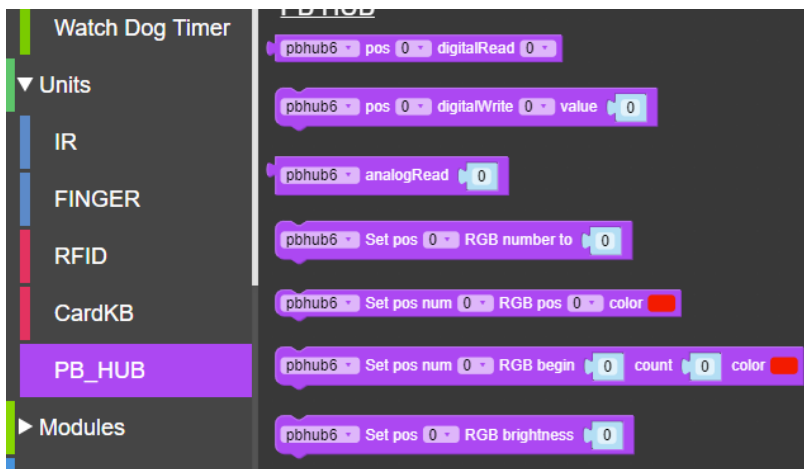 Watch Dog Timer
Units
IR
FINGER
RFID
CardKB
PB_HUB
Modules
PB HUB
pbhub6 pos 0 digitalRead 0
pbhub6 pos 0 digitalWrite 0 value 0
pbhub6 analogRead 0
pbhub6 Set pos 0 RGB number to 0
pbhub6 Set pos num 0 RGB pos 0 color
pbhub6 Set pos num 0 RGB begin 0 count 0 color
pbhub6 Set pos 0 RGB brightness 0